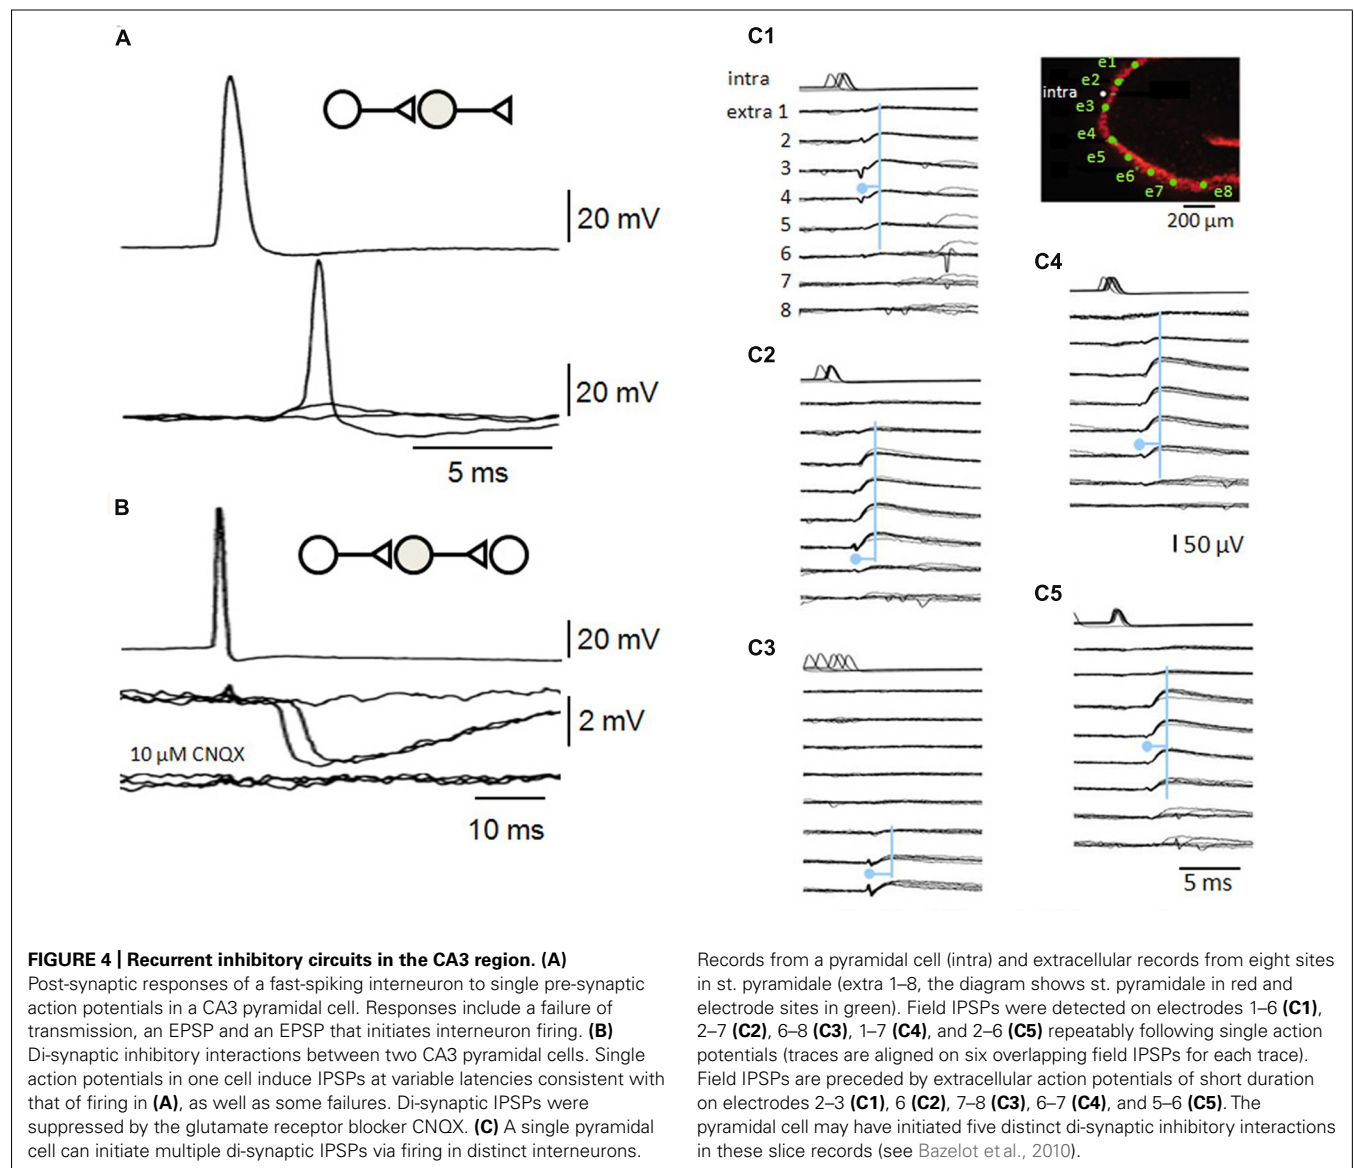 A
20 mV
20 mV
5 ms
B
20 mV
2 mV
10 µM CNQX
10 ms
C1
intra
extra 1
2
3
4
5
6
7
8
e1
e2
intra
e3
e4
e5
e6
e7
e8
200 µm
C2
C3
C4
50 µV
C5
5 ms
FIGURE 4 | Recurrent inhibitory circuits in the CA3 region. (A)
Post-synaptic responses of a fast-spiking interneuron to single pre-synaptic
action potentials in a CA3 pyramidal cell. Responses include a failure of
transmission, an EPSP and an EPSP that initiates interneuron firing. (B)
Di-synaptic inhibitory interactions between two CA3 pyramidal cells. Single
action potentials in one cell induce IPSPs at variable latencies consistent with
that of firing in (A), as well as some failures. Di-synaptic IPSPs were
suppressed by the glutamate receptor blocker CNQX. (C) A single pyramidal
cell can initiate multiple di-synaptic IPSPs via firing in distinct interneurons.
Records from a pyramidal cell (intra) and extracellular records from eight sites
in st. pyramidale (extra 1–8, the diagram shows st. pyramidale in red and
electrode sites in green). Field IPSPs were detected on electrodes 1–6 (C1),
2–7 (C2), 6–8 (C3), 1–7 (C4), and 2–6 (C5) repeatably following single action
potentials (traces are aligned on six overlapping field IPSPs for each trace).
Field IPSPs are preceded by extracellular action potentials of short duration
on electrodes 2–3 (C1), 6 (C2), 7–8 (C3), 6–7 (C4), and 5–6 (C5). The
pyramidal cell may have initiated five distinct di-synaptic inhibitory interactions
in these slice records (see Bazelot et al., 2010).